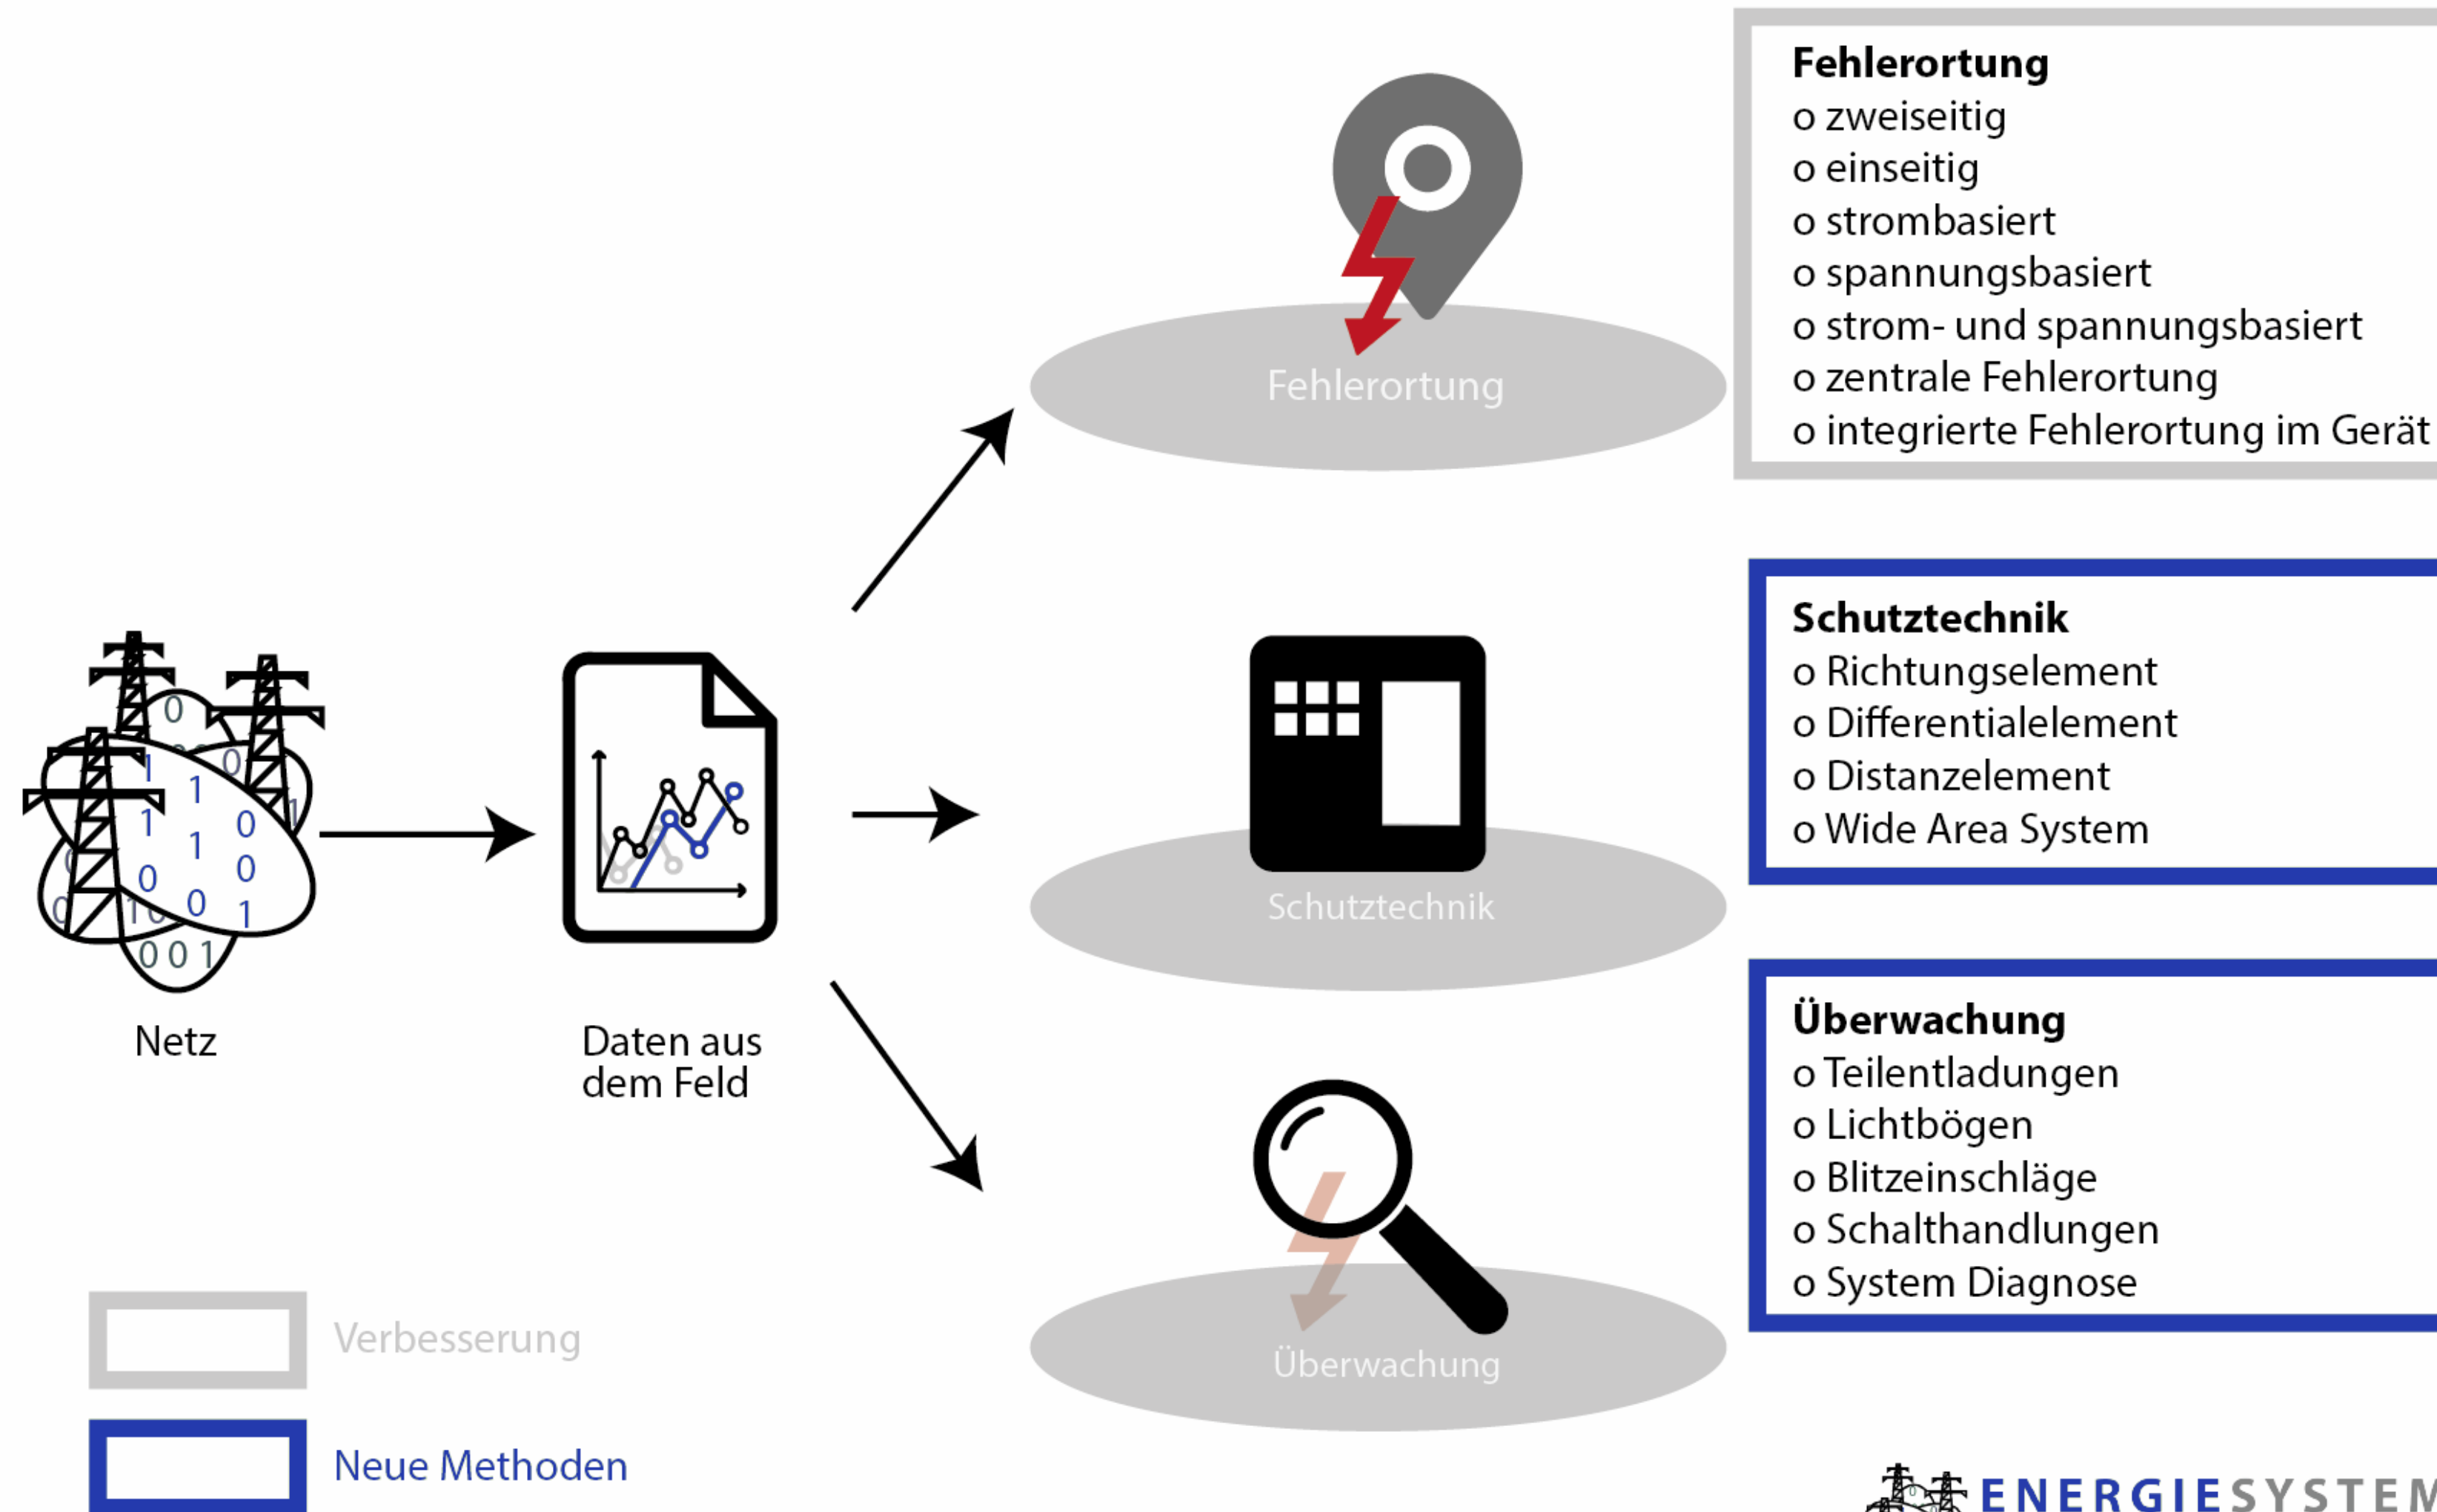 Fehlerortung
o zweiseitig
o einseitig
o strombasiert
o spannungsbasiert
o strom- und spannungsbasiert
o zentrale Fehlerortung
o integrierte Fehlerortung im Gerät
Fehlerortung
Schutztechnik
o Richtungselement
o Differentialelement
o Distanzelement
o Wide Area System
Schutztechnik
Netz
Daten aus
dem Feld
Überwachung
o Teilentladungen
o Lichtbögen
o Blitzeinschläge
o Schalthandlungen
o System Diagnose
Überwachung
Verbesserung
Neue Methoden
ENERGIESYSTEM